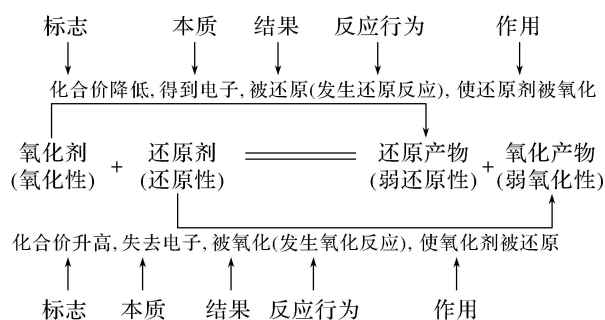 标志 本质 结果 反应行为 作用
化合价降低, 得到电子, 被还原(发生还原反应), 使还原剂被氧化
氧化剂 + 还原剂 ══ 还原产物 + 氧化产物
(氧化性) (还原性) (弱还原性) (弱氧化性)
化合价升高, 失去电子, 被氧化(发生氧化反应), 使氧化剂被还原
标志 本质 结果 反应行为 作用